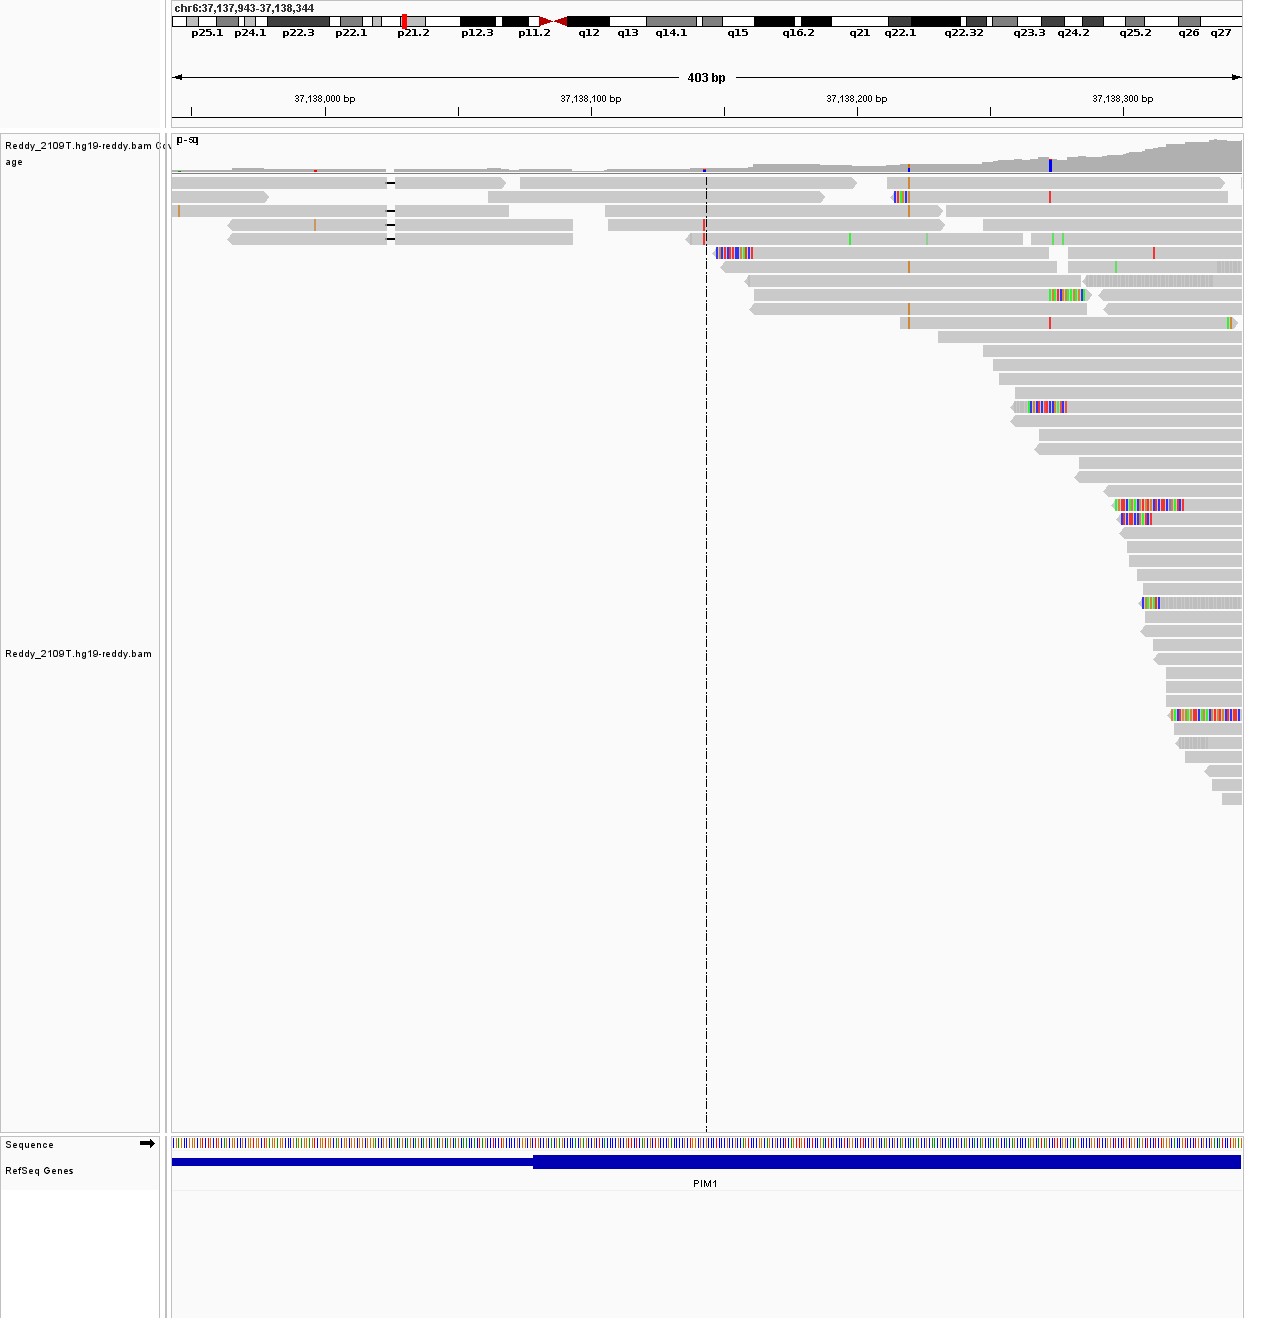 chr6:37,137,943-37,138,344
p25.1 p24.1 p22.3 p22.1 p21.2 p12.3 p11.2 q12 q13 q14.1 q15 q16.2 q21 q22.1 q22.32 q23.3 q24.2 q25.2 q26 q27
403 bp
37,138,000 bp 37,138,100 bp 37,138,200 bp 37,138,300 bp
Reddy_2109T.hg19-reddy.bam Cov
age
Reddy_2109T.hg19-reddy.bam
Sequence
RefSeq Genes
PIM1